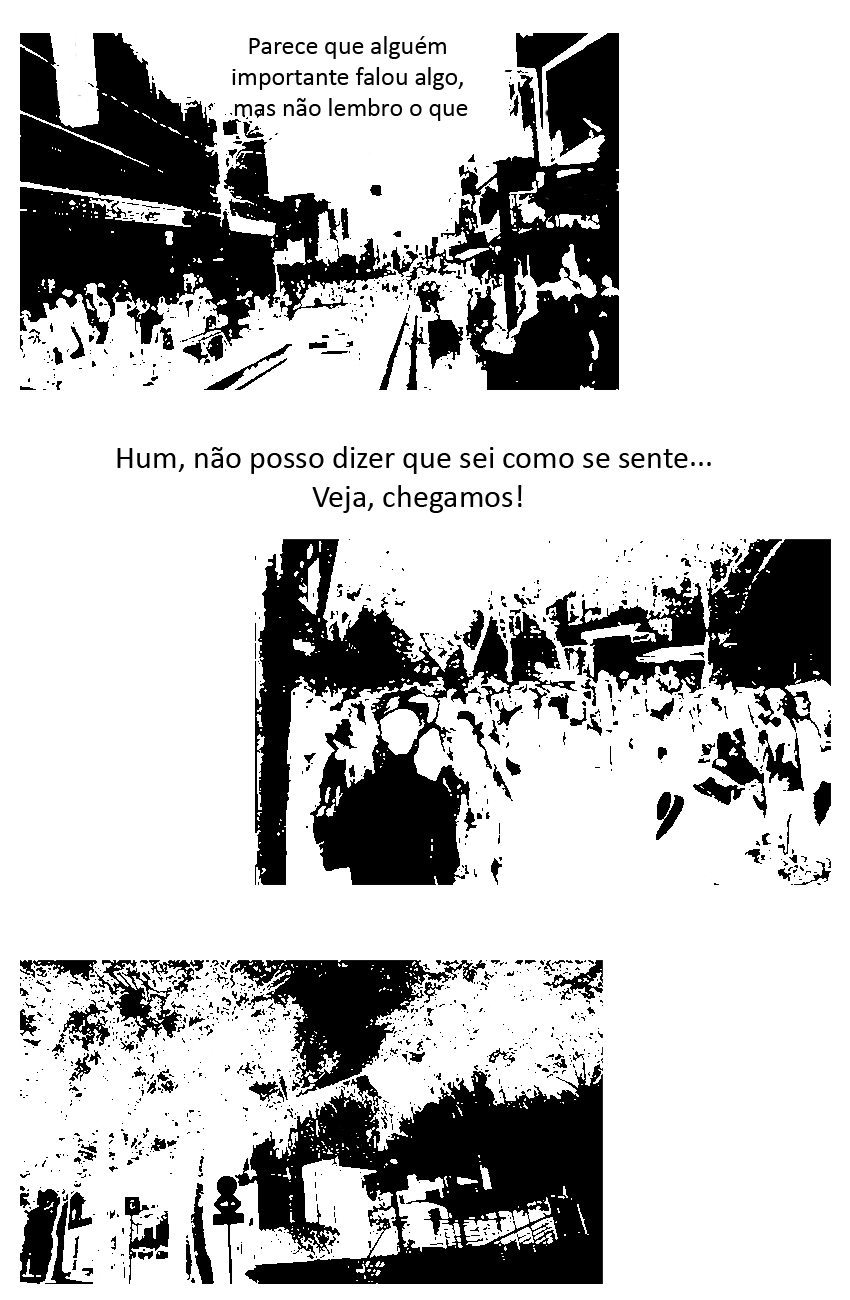 Parece que alguém
importante falou algo,
mas não lembro o que
Hum, não posso dizer que sei como se sente...
Veja, chegamos!